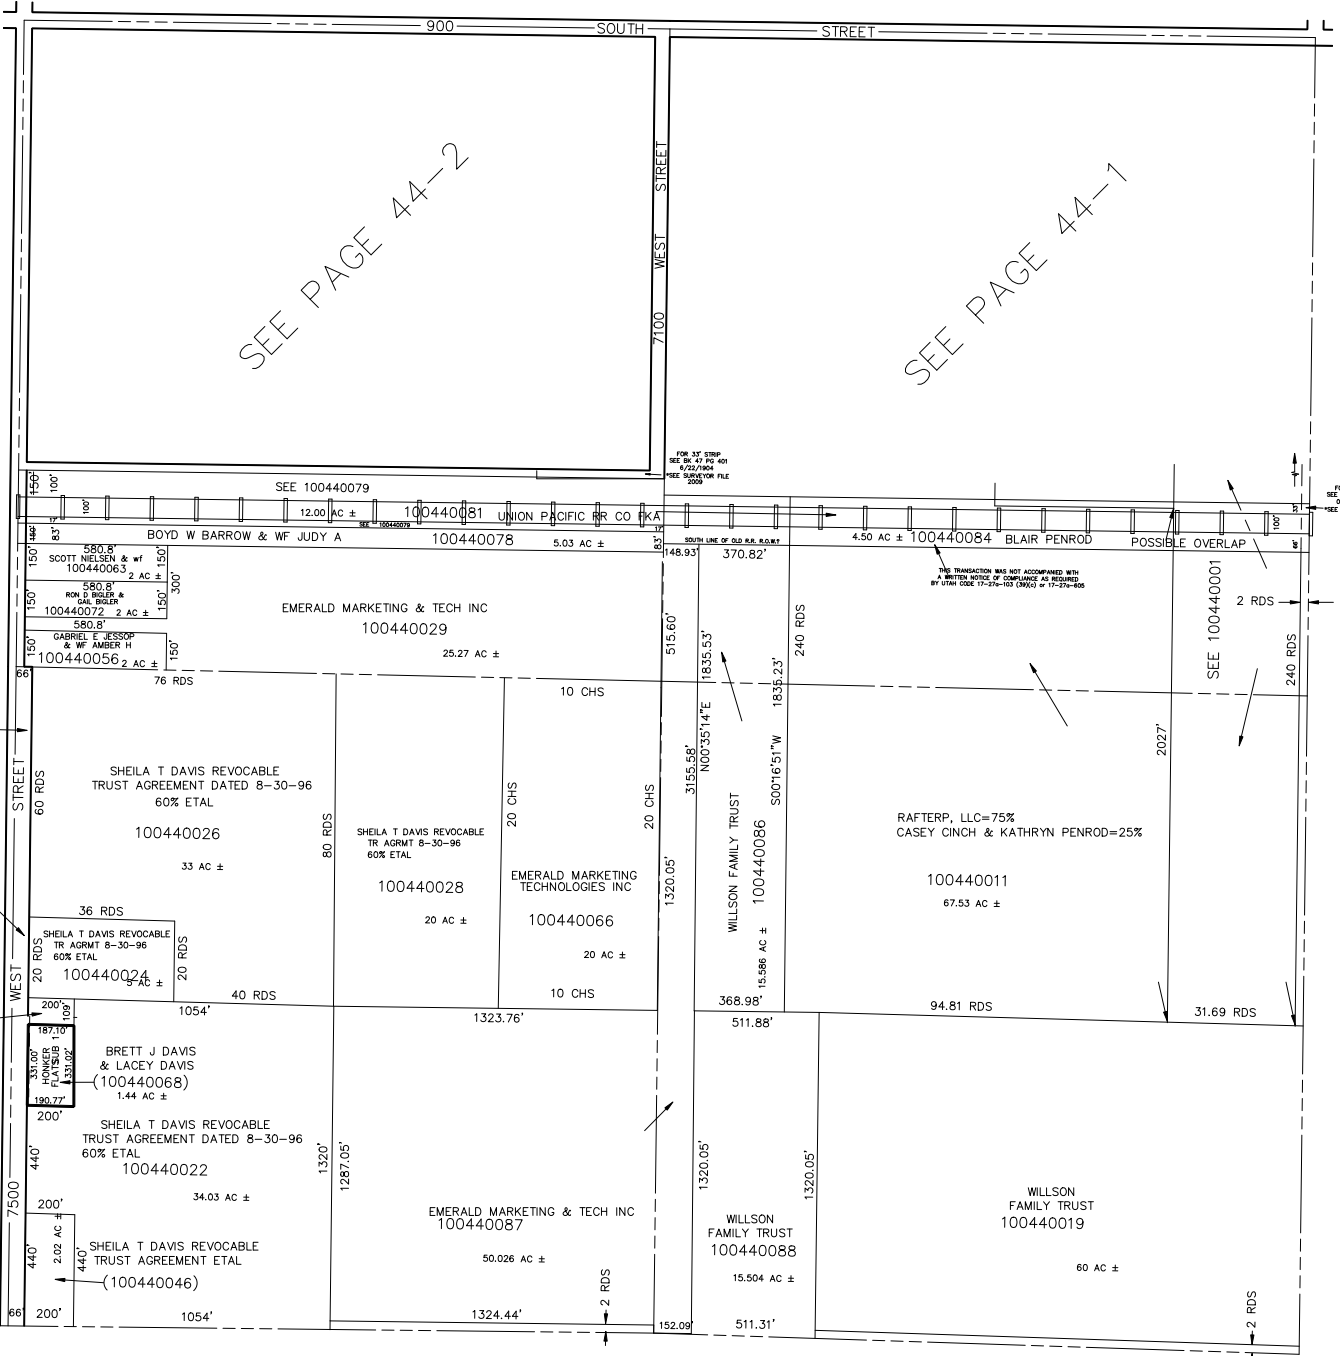 900 SOUTH STREET
SEE PAGE 44-2
SEE PAGE 44-1
7100 WEST STREET
FOR 33' STRIP
SEE BK 47 PG 401
6/22/1904
*SEE SURVEYOR FILE
2009
150'
100'
SEE 100440079
100'
12.00 AC ±
100440081
UNION PACIFIC RR CO FKA
17'
SEE 100440079
17'
83'
BOYD W BARROW & WF JUDY A
100440078
5.03 AC ±
83'
SOUTH LINE OF OLD R.R. R.O.W.?
4.50 AC ±
100440084
BLAIR PENROD
POSSIBLE OVERLAP
100'
33'
66'
THIS TRANSACTION WAS NOT ACCOMPANIED WITH
A WRITTEN NOTICE OF COMPLIANCE AS REQUIRED
BY UTAH CODE 17-27a-103 (39)(c) or 17-27a-605
148.93'
370.82'
580.8'
SCOTT NIELSEN & wf
100440063
2 AC ±
150'
150'
580.8'
RON D BIGLER &
GAIL BIGLER
100440072
2 AC ±
150'
150'
300'
580.8'
GABRIEL E JESSOP
& WF AMBER H
100440056
2 AC ±
150'
150'
EMERALD MARKETING & TECH INC
100440029
25.27 AC ±
515.60'
1835.53'
N00°35'14"E
1835.23'
S00°16'51"W
240 RDS
SEE 100440001
2 RDS
240 RDS
66'
76 RDS
10 CHS
SHEILA T DAVIS REVOCABLE
TRUST AGREEMENT DATED 8-30-96
60% ETAL
100440026
33 AC ±
60 RDS
80 RDS
SHEILA T DAVIS REVOCABLE
TR AGRMT 8-30-96
60% ETAL
100440028
20 AC ±
20 CHS
EMERALD MARKETING
TECHNOLOGIES INC
100440066
20 AC ±
20 CHS
10 CHS
3155.58'
1320.05'
WILLSON FAMILY TRUST
100440086
15.586 AC ±
RAFTERP, LLC=75%
CASEY CINCH & KATHRYN PENROD=25%
100440011
67.53 AC ±
2027'
36 RDS
SHEILA T DAVIS REVOCABLE
TR AGRMT 8-30-96
60% ETAL
100440024
5 AC ±
20 RDS
20 RDS
40 RDS
368.98'
94.81 RDS
31.69 RDS
200'
109'
1054'
1323.76'
511.88'
187.10'
331.00'
HONKER
FLATSUB 1
331.02'
190.77'
BRETT J DAVIS
& LACEY DAVIS
(100440068)
1.44 AC ±
200'
SHEILA T DAVIS REVOCABLE
TRUST AGREEMENT DATED 8-30-96
60% ETAL
100440022
34.03 AC ±
440'
1320'
1287.05'
1320.05'
1320.05'
200'
2.02 AC ±
440'
440'
SHEILA T DAVIS REVOCABLE
TRUST AGREEMENT ETAL
(100440046)
EMERALD MARKETING & TECH INC
100440087
50.026 AC ±
WILLSON
FAMILY TRUST
100440088
15.504 AC ±
WILLSON
FAMILY TRUST
100440019
60 AC ±
2 RDS
2 RDS
66'
200'
1054'
1324.44'
152.09'
511.31'
7500 WEST STREET